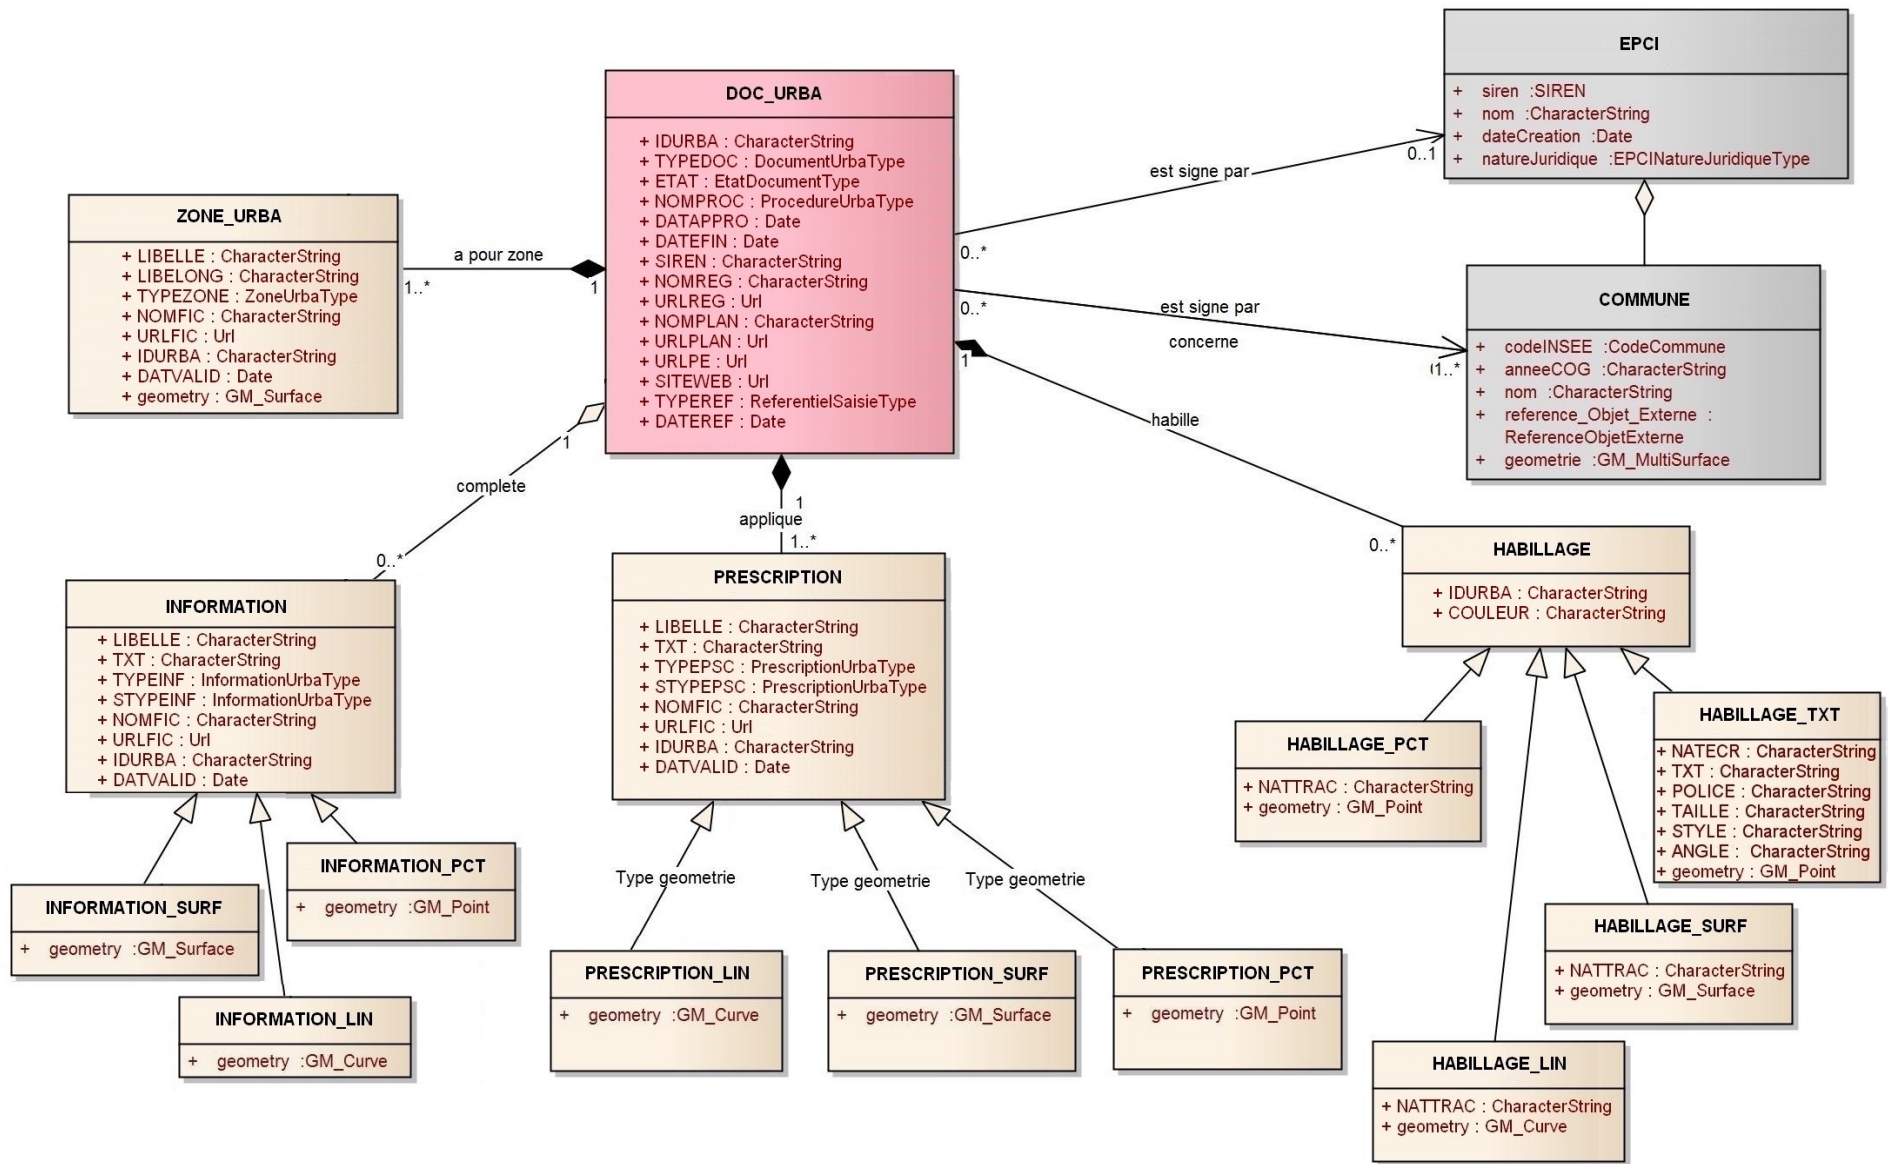 EPCI
+ siren :SIREN
+ nom :CharacterString
+ dateCreation :Date
+ natureJuridique :EPCINatureJuridiqueType
DOC_URBA
+ IDURBA : CharacterString
+ TYPEDOC : DocumentUrbaType
+ ETAT : EtatDocumentType
+ NOMPROC : ProcedureUrbaType
+ DATAPPRO : Date
+ DATEFIN : Date
+ SIREN : CharacterString
+ NOMREG : CharacterString
+ URLREG : Url
+ NOMPLAN : CharacterString
+ URLPLAN : Url
+ URLPE : Url
+ SITEWEB : Url
+ TYPEREF : ReferentielSaisieType
+ DATEREF : Date
est signe par
0..1
0..*
ZONE_URBA
+ LIBELLE : CharacterString
+ LIBELONG : CharacterString
+ TYPEZONE : ZoneUrbaType
+ NOMFIC : CharacterString
+ URLFIC : Url
+ IDURBA : CharacterString
+ DATVALID : Date
+ geometry : GM_Surface
a pour zone
1..*
1
0..*
est signe par
concerne
1..*
COMMUNE
+ codeINSEE :CodeCommune
+ anneeCOG :CharacterString
+ nom :CharacterString
+ reference_Objet_Externe :
ReferenceObjetExterne
+ geometrie :GM_MultiSurface
1
habille
0..*
1
complete
0..*
1
applique
1..*
HABILLAGE
+ IDURBA : CharacterString
+ COULEUR : CharacterString
INFORMATION
+ LIBELLE : CharacterString
+ TXT : CharacterString
+ TYPEINF : InformationUrbaType
+ STYPEINF : InformationUrbaType
+ NOMFIC : CharacterString
+ URLFIC : Url
+ IDURBA : CharacterString
+ DATVALID : Date
PRESCRIPTION
+ LIBELLE : CharacterString
+ TXT : CharacterString
+ TYPEPSC : PrescriptionUrbaType
+ STYPEPSC : PrescriptionUrbaType
+ NOMFIC : CharacterString
+ URLFIC : Url
+ IDURBA : CharacterString
+ DATVALID : Date
HABILLAGE_PCT
+ NATTRAC : CharacterString
+ geometry : GM_Point
HABILLAGE_TXT
+ NATECR : CharacterString
+ TXT : CharacterString
+ POLICE : CharacterString
+ TAILLE : CharacterString
+ STYLE : CharacterString
+ ANGLE : CharacterString
+ geometry : GM_Point
INFORMATION_PCT
+ geometry :GM_Point
INFORMATION_SURF
+ geometry :GM_Surface
INFORMATION_LIN
+ geometry :GM_Curve
Type geometrie
Type geometrie
Type geometrie
PRESCRIPTION_LIN
+ geometry :GM_Curve
PRESCRIPTION_SURF
+ geometry :GM_Surface
PRESCRIPTION_PCT
+ geometry :GM_Point
HABILLAGE_SURF
+ NATTRAC : CharacterString
+ geometry : GM_Surface
HABILLAGE_LIN
+ NATTRAC : CharacterString
+ geometry : GM_Curve